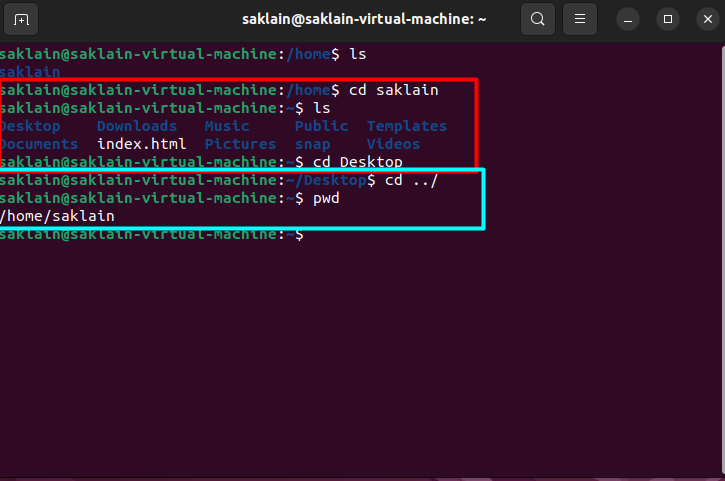 saklain@saklain-virtual-machine: ~
saklain@saklain-virtual-machine:/home$ ls
saklain
saklain@saklain-virtual-machine:/home$ cd saklain
saklain@saklain-virtual-machine:~$ ls
Desktop Downloads Music Public Templates
Documents index.html Pictures snap Videos
saklain@saklain-virtual-machine:~$ cd Desktop
saklain@saklain-virtual-machine:~/Desktop$ cd ../
saklain@saklain-virtual-machine:~$ pwd
/home/saklain
saklain@saklain-virtual-machine:~$